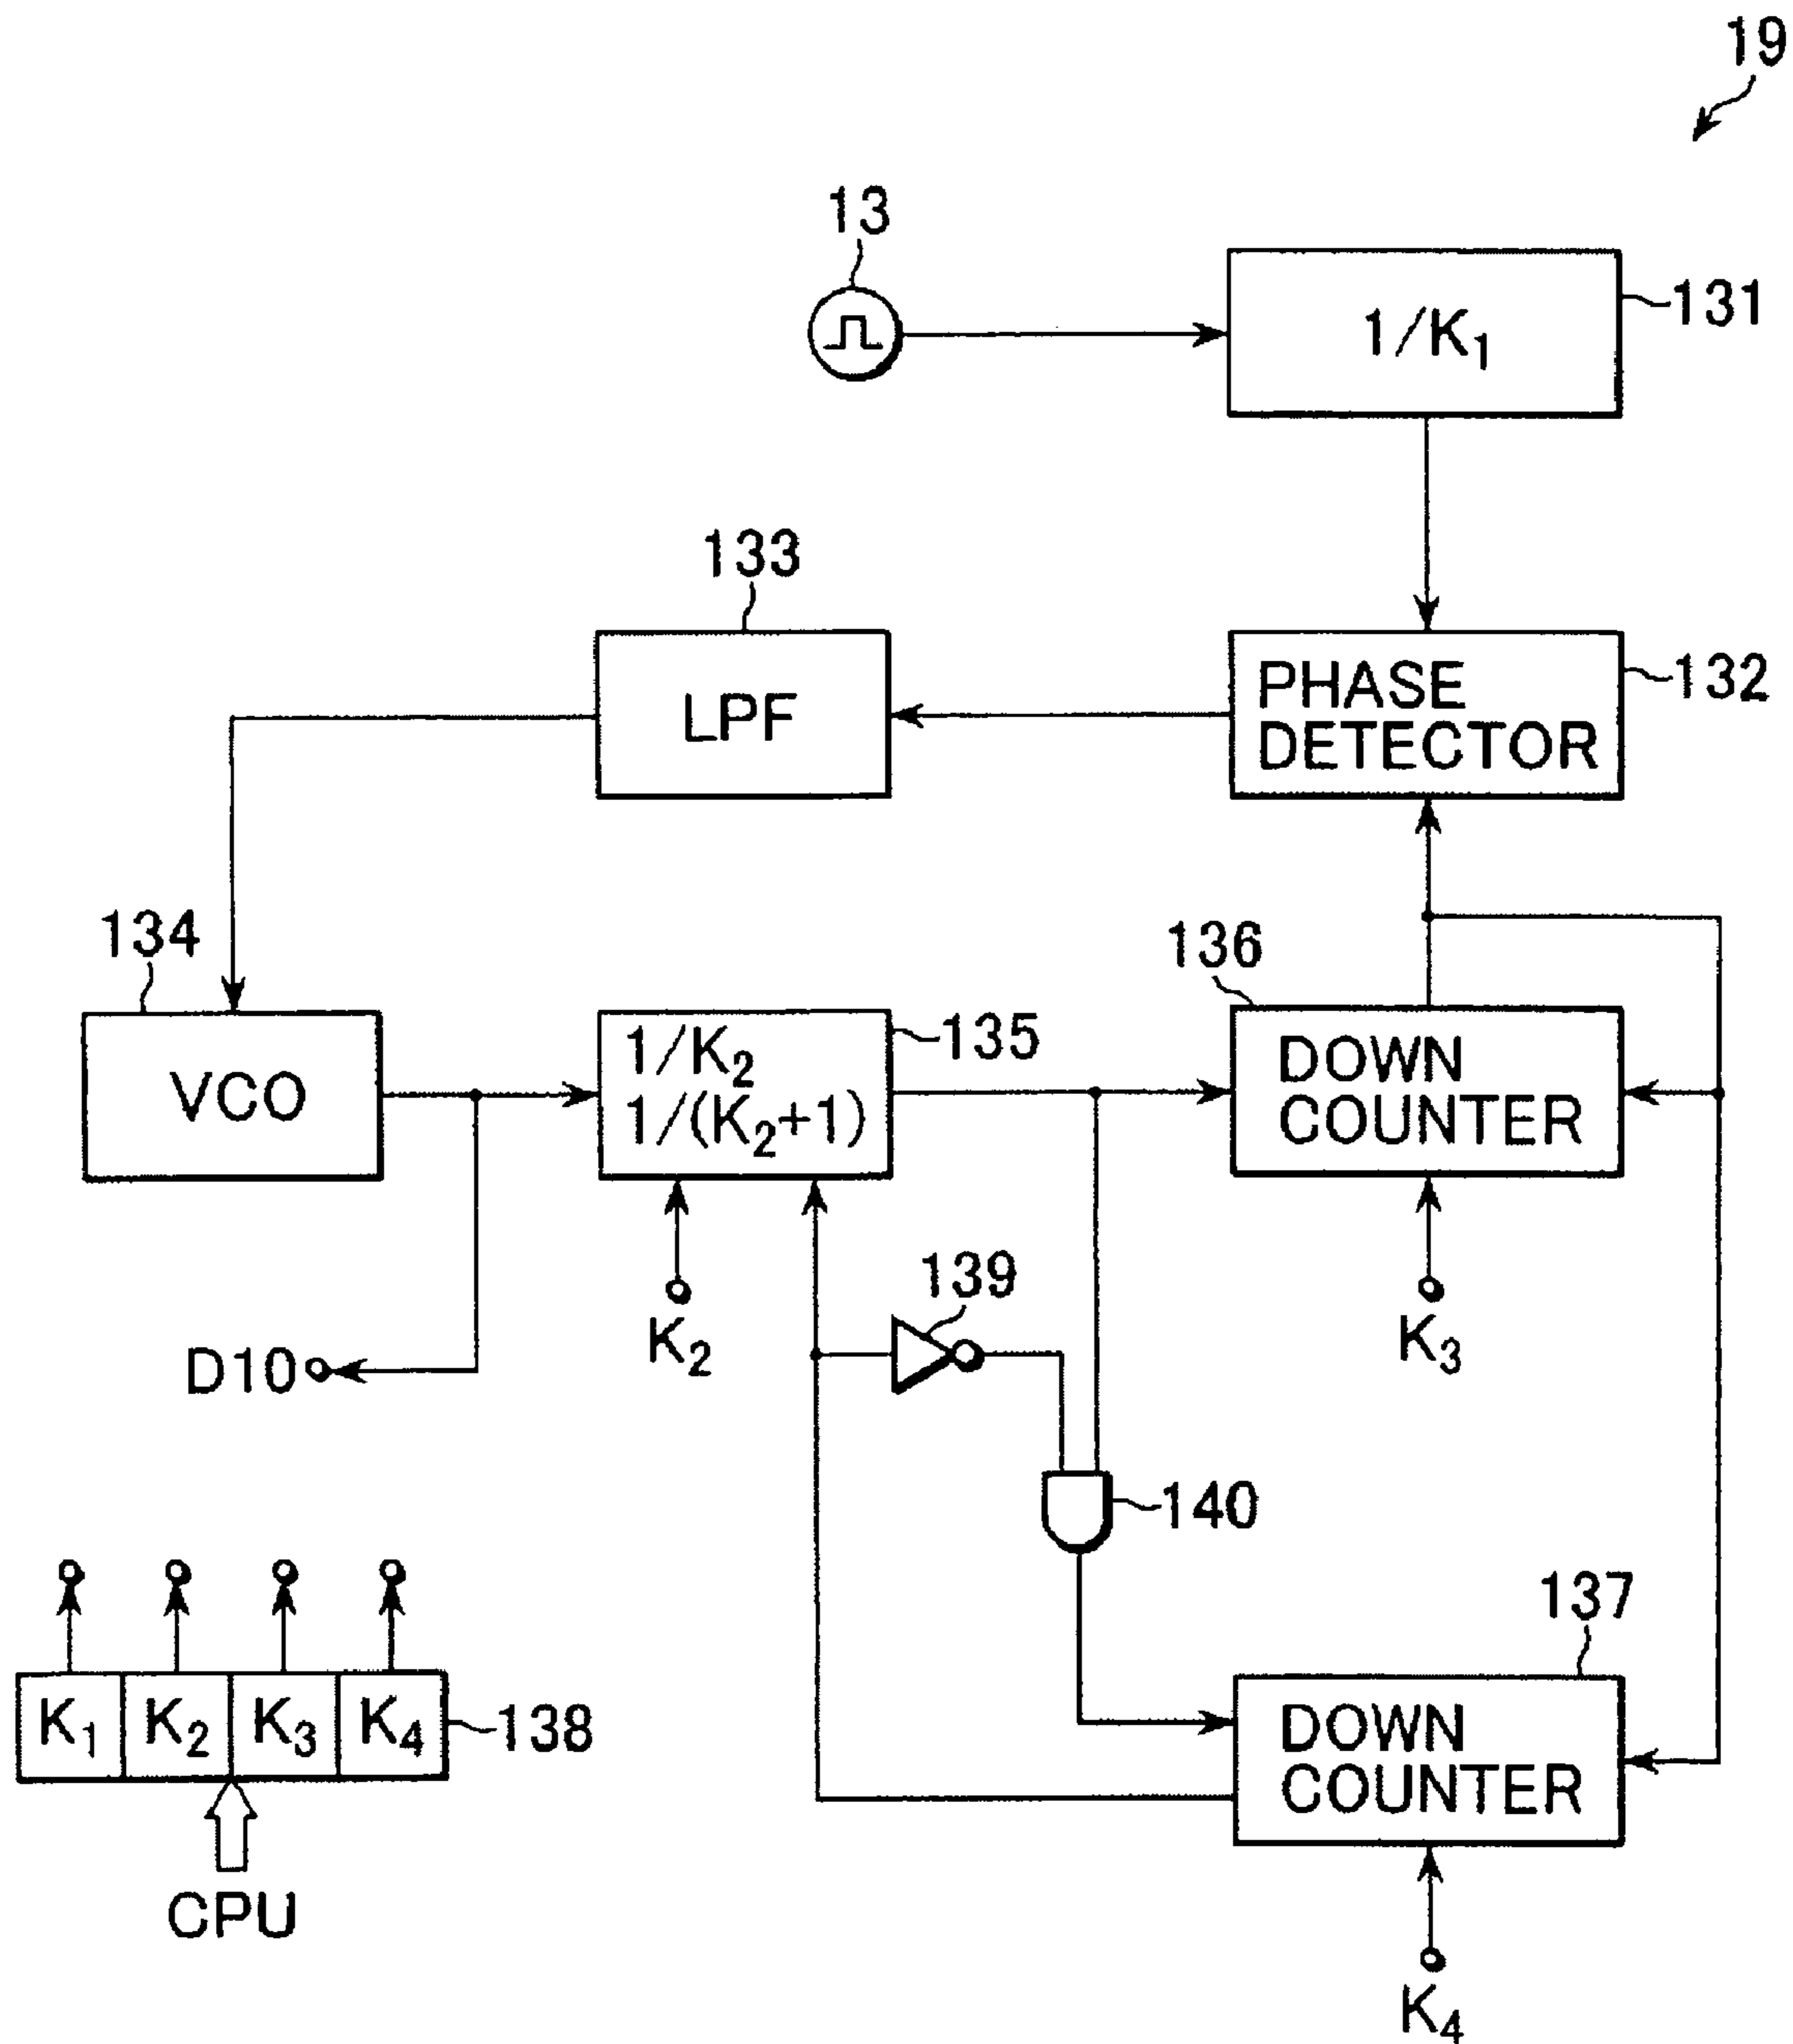 19
13
1/K₁
131
133
LPF
PHASE
DETECTOR
132
134
VCO
1/K₂
1/(K₂+1)
135
136
DOWN
COUNTER
K₂
139
K₃
D10
140
137
K₁ K₂ K₃ K₄
138
DOWN
COUNTER
CPU
K₄